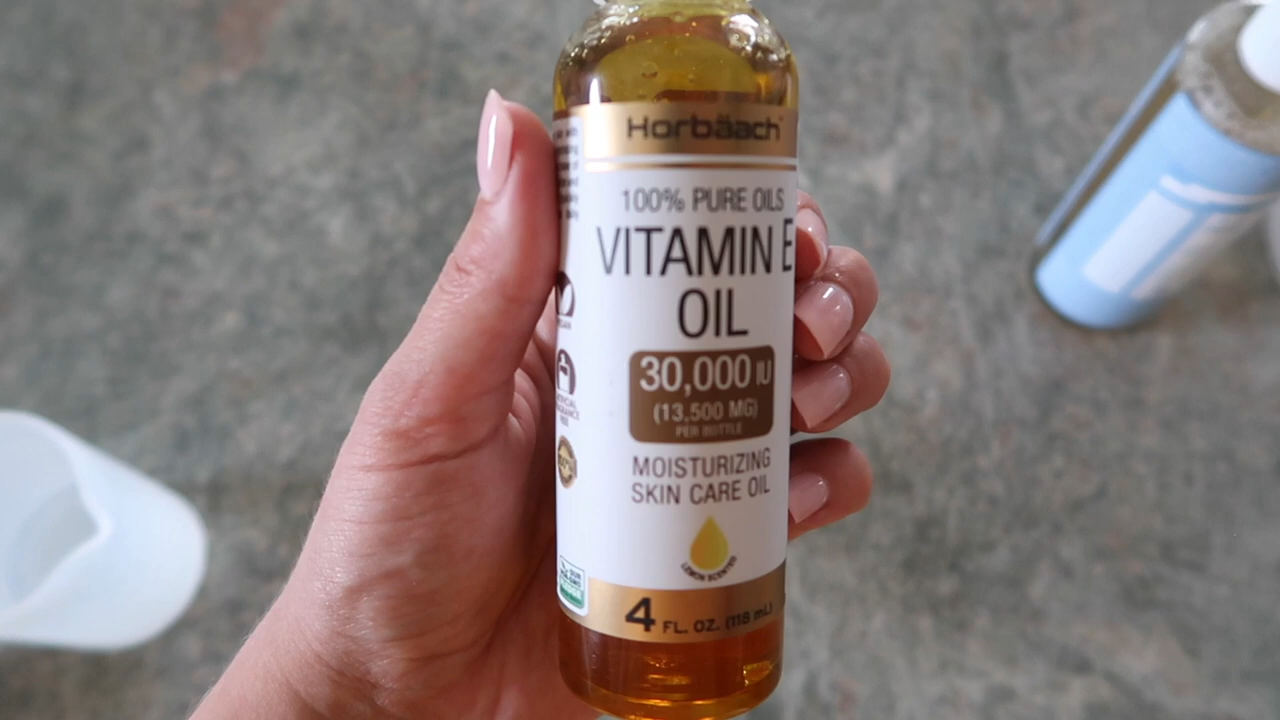 Horbäach
100% PURE OILS
VITAMIN E
OIL
30,000 IU
(13,500 MG)
PER BOTTLE
MOISTURIZING
SKIN CARE OIL
LEMON SCENTED
4 FL. OZ. (118 mL)